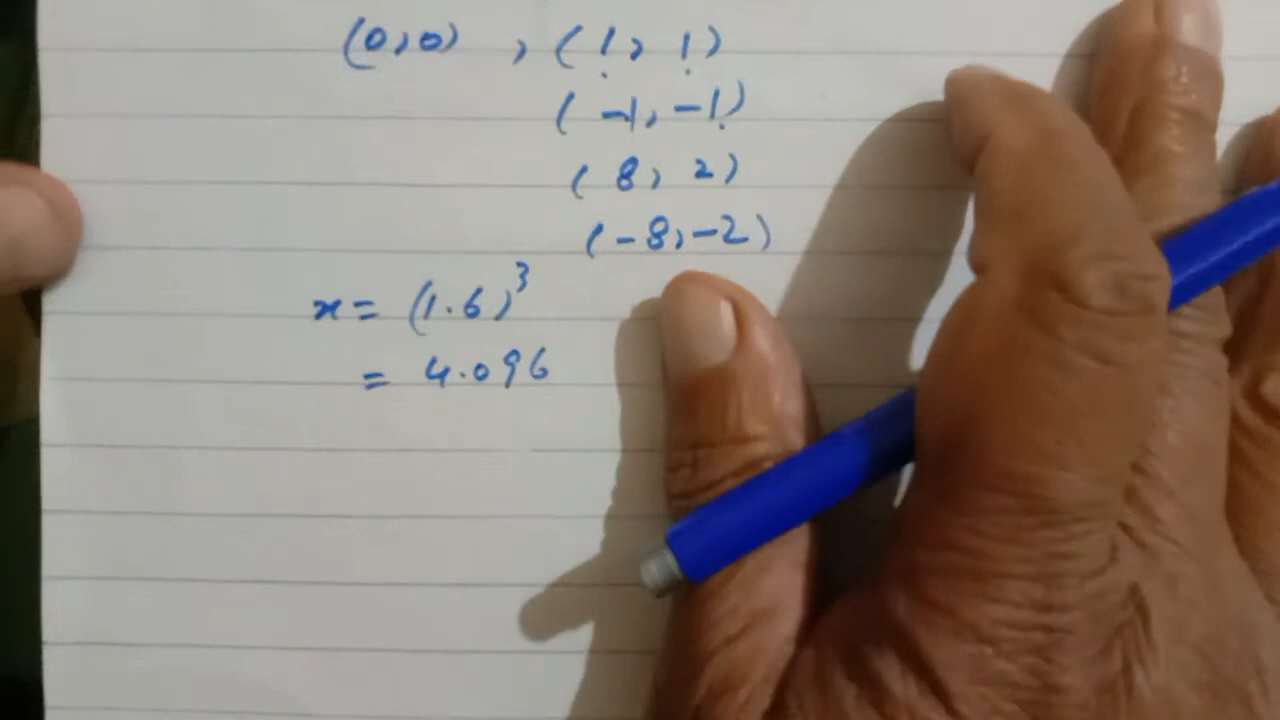 (0,0) , (1, 1)
(-1, -1)
(8, 2)
(-8,-2)
x = (1.6)³
= 4.096